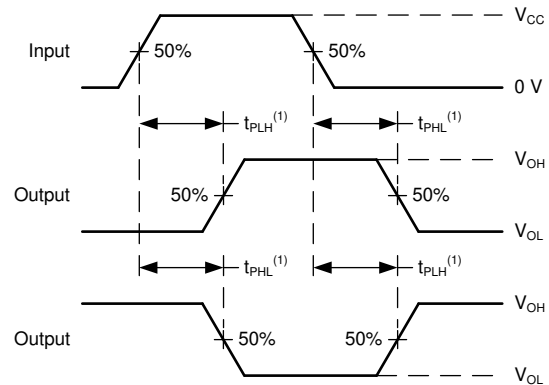 V_CC
Input 50% 50%
0 V
t_PLH^(1) t_PHL^(1)
V_OH
Output 50% 50%
V_OL
t_PHL^(1) t_PLH^(1)
V_OH
Output 50% 50%
V_OL